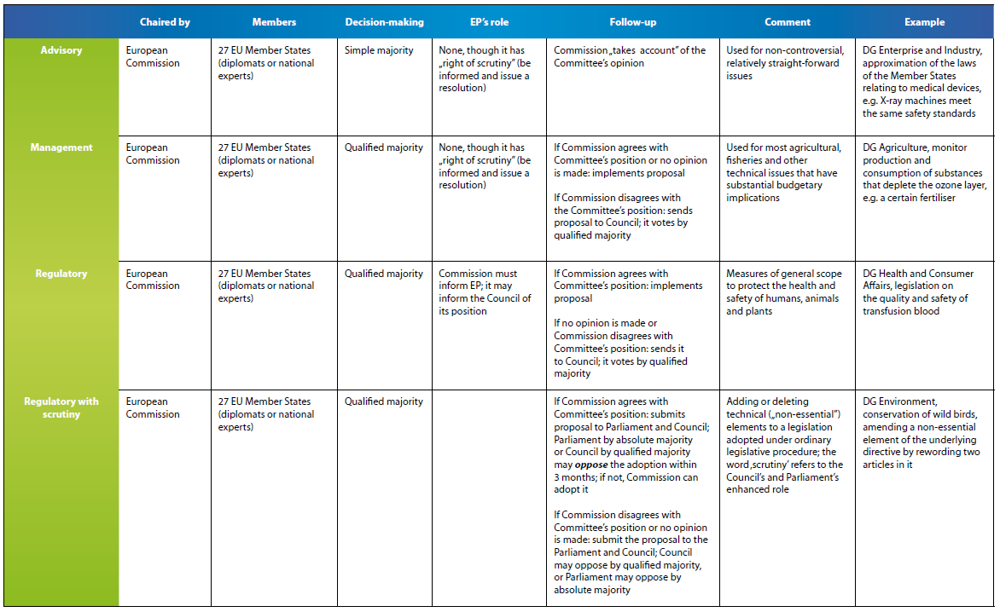 Chaired by
Members
Decision-making
EP's role
Follow-up
Comment
Example
Advisory
European
Commission
27 EU Member States
(diplomats or national
experts)
Simple majority
None, though it has
„right of scrutiny” (be
informed and issue a
resolution)
Commission „takes account” of the
Committee's opinion
Used for non-controversial,
relatively straight-forward
issues
DG Enterprise and Industry,
approximation of the laws
of the Member States
relating to medical devices,
e.g. X-ray machines meet
the same safety standards
Management
European
Commission
27 EU Member States
(diplomats or national
experts)
Qualified majority
None, though it has
„right of scrutiny” (be
informed and issue a
resolution)
If Commission agrees with
Committee's position or no opinion
is made: implements proposal
If Commission disagrees with
the Committee's position: sends
proposal to Council; it votes by
qualified majority
Used for most agricultural,
fisheries and other
technical issues that have
substantial budgetary
implications
DG Agriculture, monitor
production and
consumption of substances
that deplete the ozone layer,
e.g. a certain fertiliser
Regulatory
European
Commission
27 EU Member States
(diplomats or national
experts)
Qualified majority
Commission must
inform EP; it may
inform the Council of
its position
If Commission agrees with
Committee's position: implements
proposal
If no opinion is made or
Commission disagrees with
Committee's position: sends it
to Council; it votes by qualified
majority
Measures of general scope
to protect the health and
safety of humans, animals
and plants
DG Health and Consumer
Affairs, legislation on
the quality and safety of
transfusion blood
Regulatory with
scrutiny
European
Commission
27 EU Member States
(diplomats or national
experts)
Qualified majority
If Commission agrees with
Committee's position: submits
proposal to Parliament and Council;
Parliament by absolute majority
or Council by qualified majority
may oppose the adoption within
3 months; if not, Commission can
adopt it
If Commission disagrees with
Committee's position or no opinion
is made: submit the proposal to the
Parliament and Council; Council
may oppose by qualified majority,
or Parliament may oppose by
absolute majority
Adding or deleting
technical („non-essential”)
elements to a legislation
adopted under ordinary
legislative procedure; the
word ‚scrutiny’ refers to the
Council's and Parliament's
enhanced role
DG Environment,
conservation of wild birds,
amending a non-essential
element of the underlying
directive by rewording two
articles in it